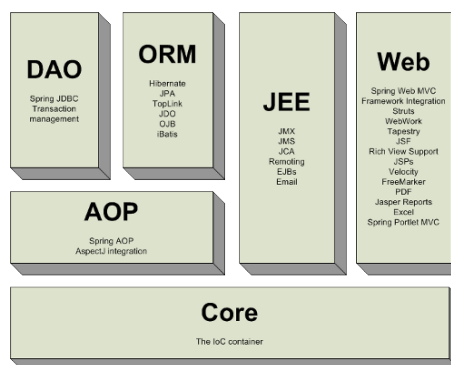 DAO
Spring JDBC
Transaction
management
ORM
Hibernate
JPA
TopLink
JDO
OJB
iBatis
JEE
JMX
JMS
JCA
Remoting
EJBs
Email
Web
Spring Web MVC
Framework Integration
Struts
WebWork
Tapestry
JSF
Rich View Support
JSPs
Velocity
FreeMarker
PDF
Jasper Reports
Excel
Spring Portlet MVC
AOP
Spring AOP
AspectJ integration
Core
The IoC container